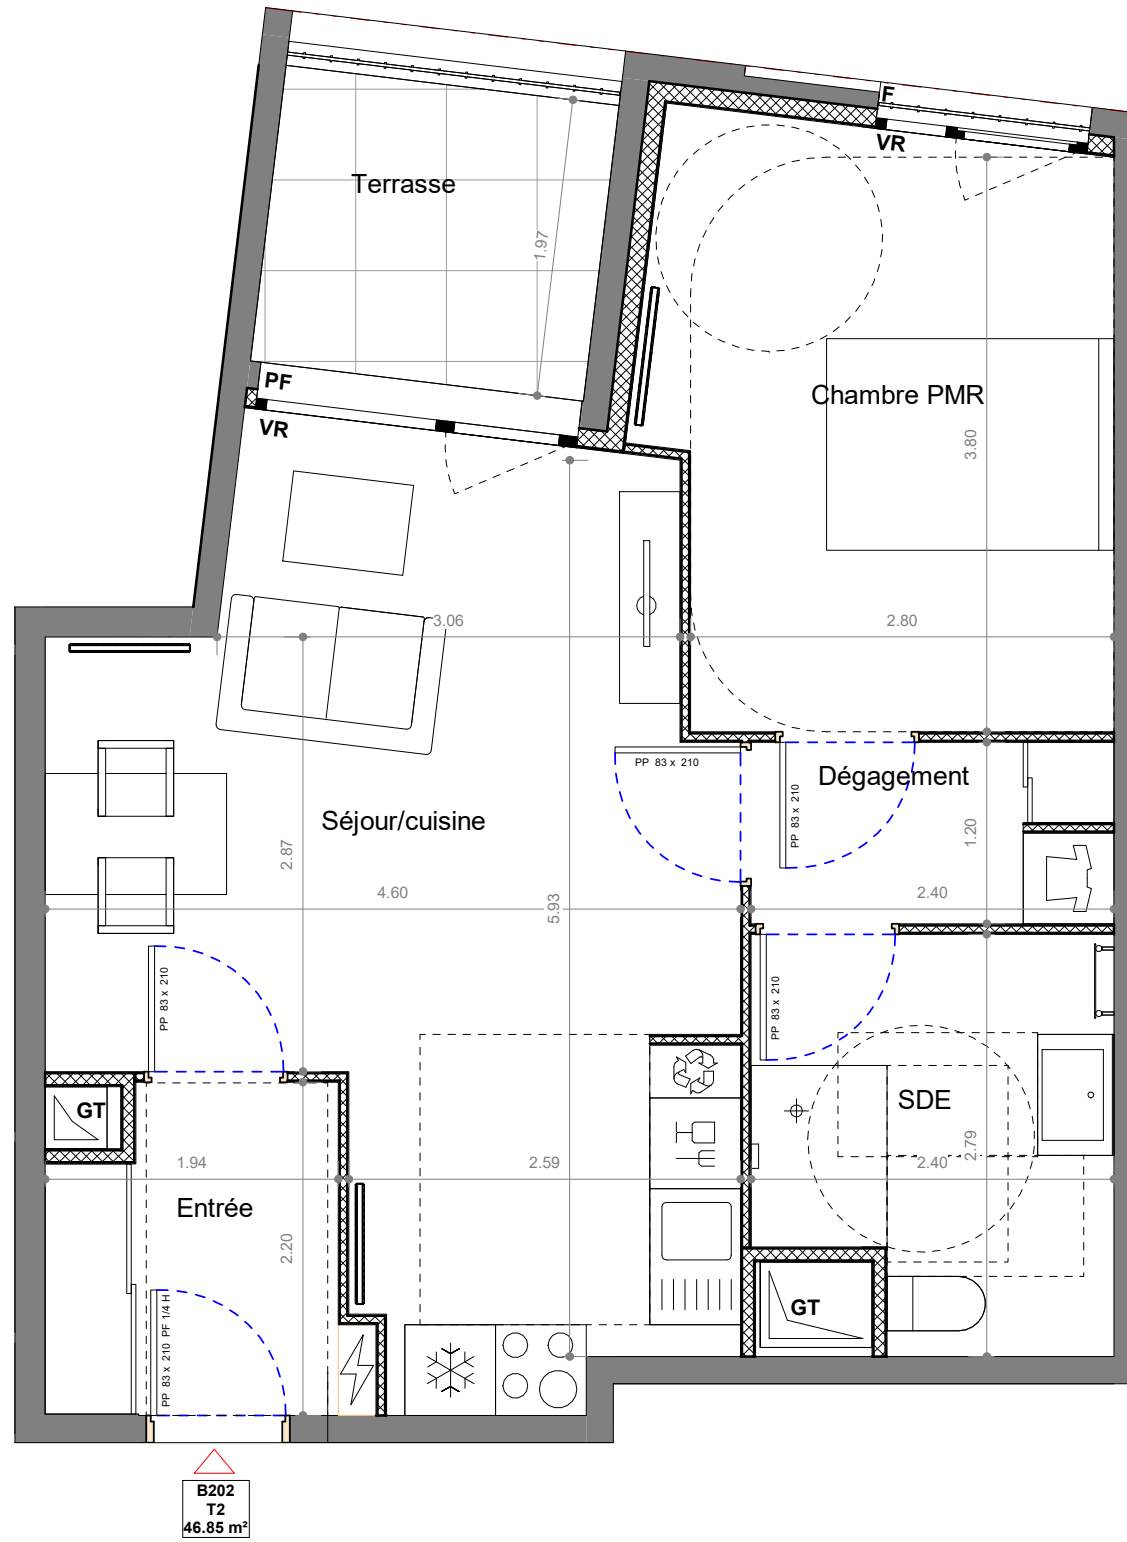 F
VR
Terrasse
1.97
PF
VR
Chambre PMR
3.80
3.06
2.80
PP 83 x 210
Dégagement
PP 83 x 210
1.20
Séjour/cuisine
2.87
4.60
5.93
2.40
PP 83 x 210
PP 83 x 210
SDE
GT
1.94
2.59
2.40
2.79
Entrée
2.20
GT
PP 83 x 210 PF 1/4 H
B202
T2
46.85 m²